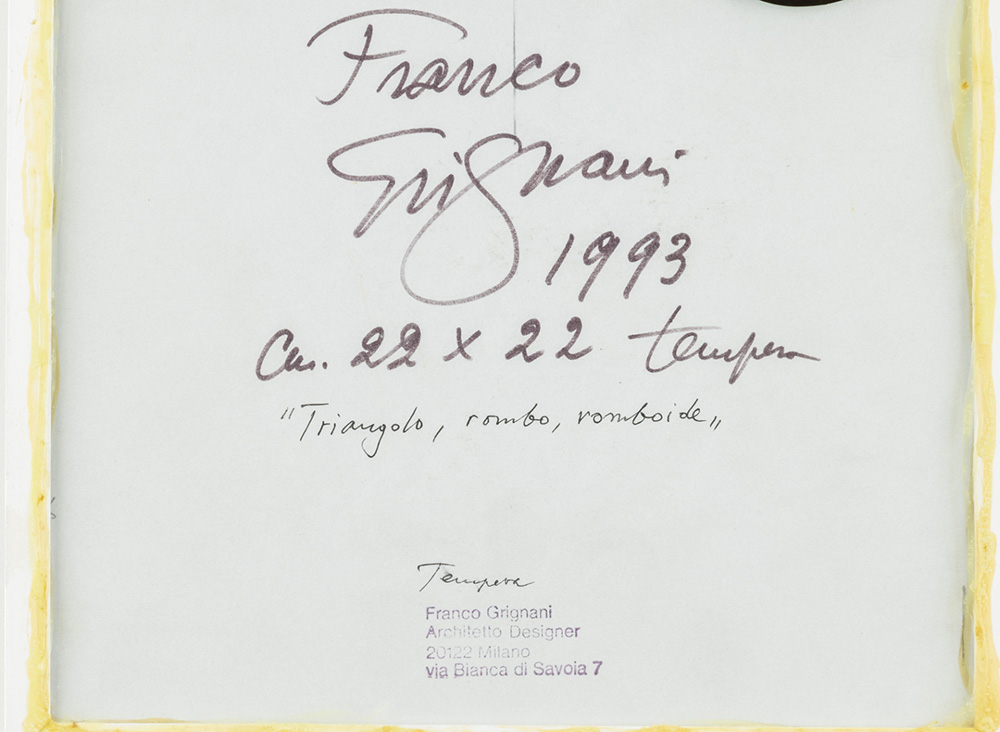 Franco
Grignani
1993
Cm. 22 x 22 tempera
"Triangolo, rombo, romboide"
Tempera
Franco Grignani
Architetto Designer
20122 Milano
via Bianca di Savoia 7